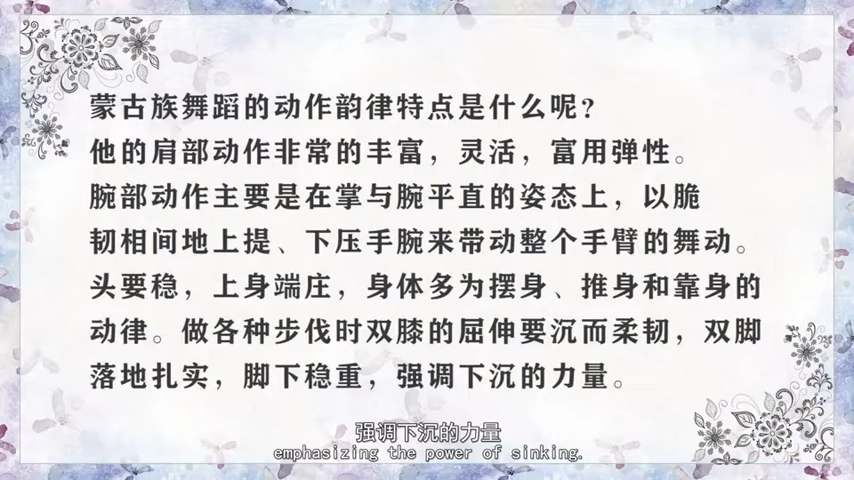 蒙古族舞蹈的动作韵律特点是什么呢？
他的肩部动作非常的丰富，灵活，富用弹性。
腕部动作主要是在掌与腕平直的姿态上，以脆
韧相间地上提、下压手腕来带动整个手臂的舞动。
头要稳，上身端庄，身体多为摆身、推身和靠身的
动律。做各种步伐时双膝的屈伸要沉而柔韧，双脚
落地扎实，脚下稳重，强调下沉的力量。
强调下沉的力量
emphasizing the power of sinking.